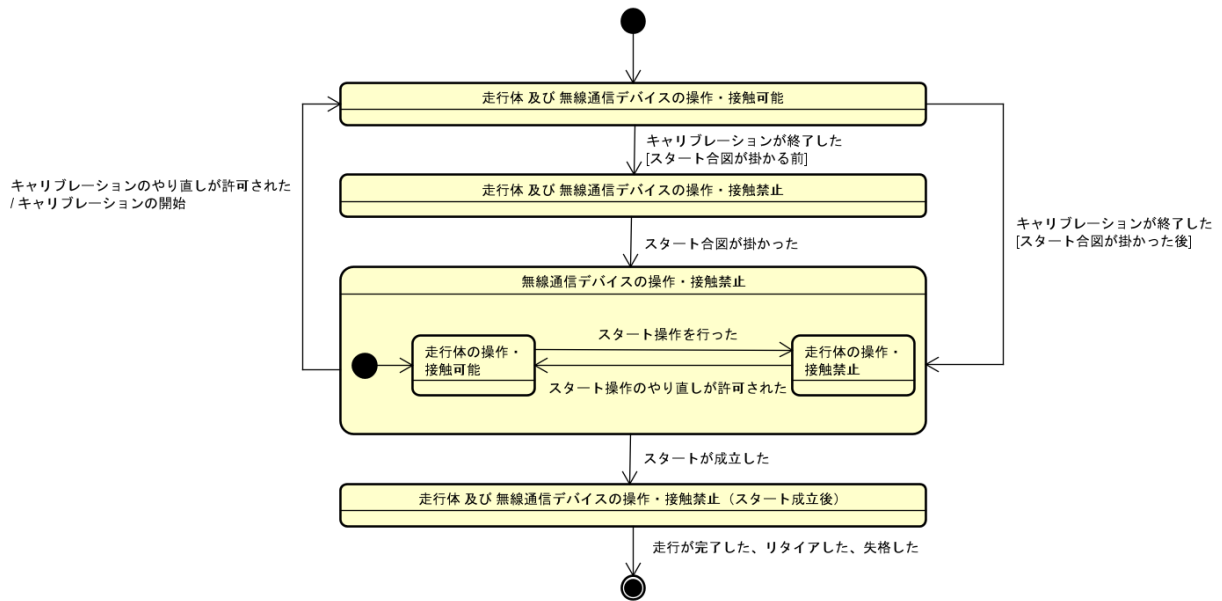 走行体 及び 無線通信デバイスの操作・接触可能
キャリブレーションが終了した
[スタート合図が掛かる前]
走行体 及び 無線通信デバイスの操作・接触禁止
キャリブレーションのやり直しが許可された
/ キャリブレーションの開始
キャリブレーションが終了した
[スタート合図が掛かった後]
スタート合図が掛かった
無線通信デバイスの操作・接触禁止
スタート操作を行った
走行体の操作・
接触可能
走行体の操作・
接触禁止
スタート操作のやり直しが許可された
スタートが成立した
走行体 及び 無線通信デバイスの操作・接触禁止（スタート成立後）
走行が完了した、リタイアした、失格した